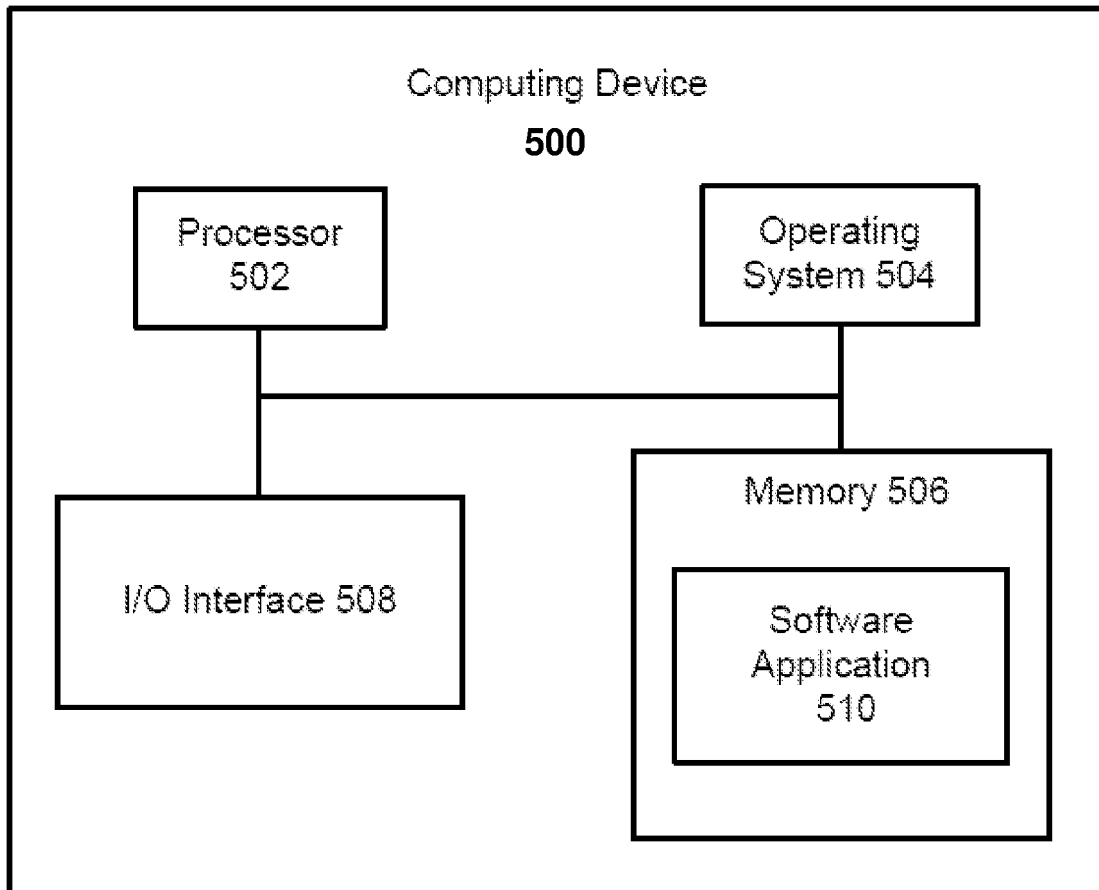 Computing Device
500
Processor
502
Operating
System 504
I/O Interface 508
Memory 506
Software
Application
510